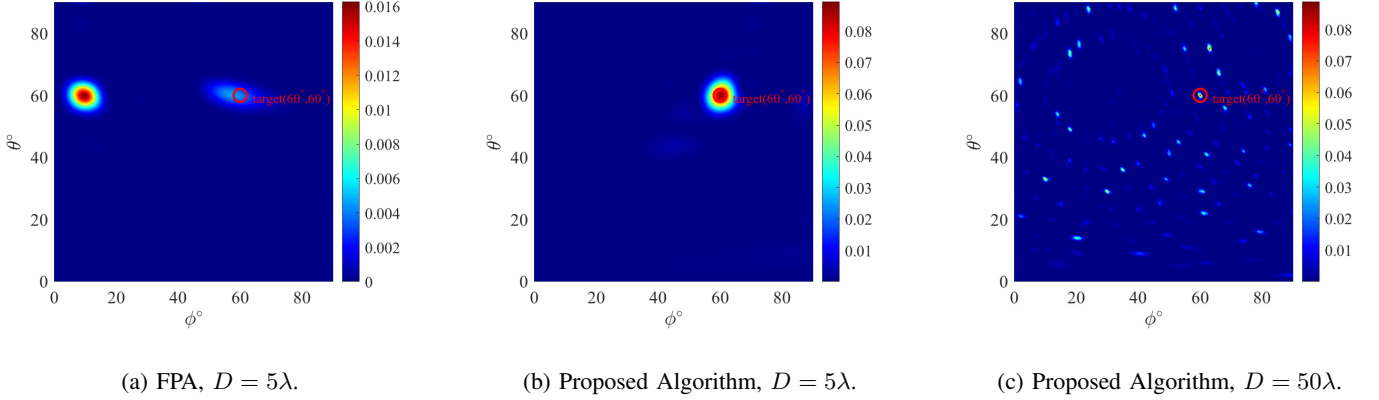 80
60
40
20
0
θ°
0 20 40 60 80
ϕ°
target(60°,60°)
0.016
0.014
0.012
0.010
0.008
0.006
0.004
0.002
0
(a) FPA, D = 5λ.
80
60
40
20
0
θ°
0 20 40 60 80
ϕ°
target(60°,60°)
0.08
0.07
0.06
0.05
0.04
0.03
0.02
0.01
(b) Proposed Algorithm, D = 5λ.
80
60
40
20
0
θ°
0 20 40 60 80
ϕ°
target(60°,60°)
0.08
0.07
0.06
0.05
0.04
0.03
0.02
0.01
(c) Proposed Algorithm, D = 50λ.